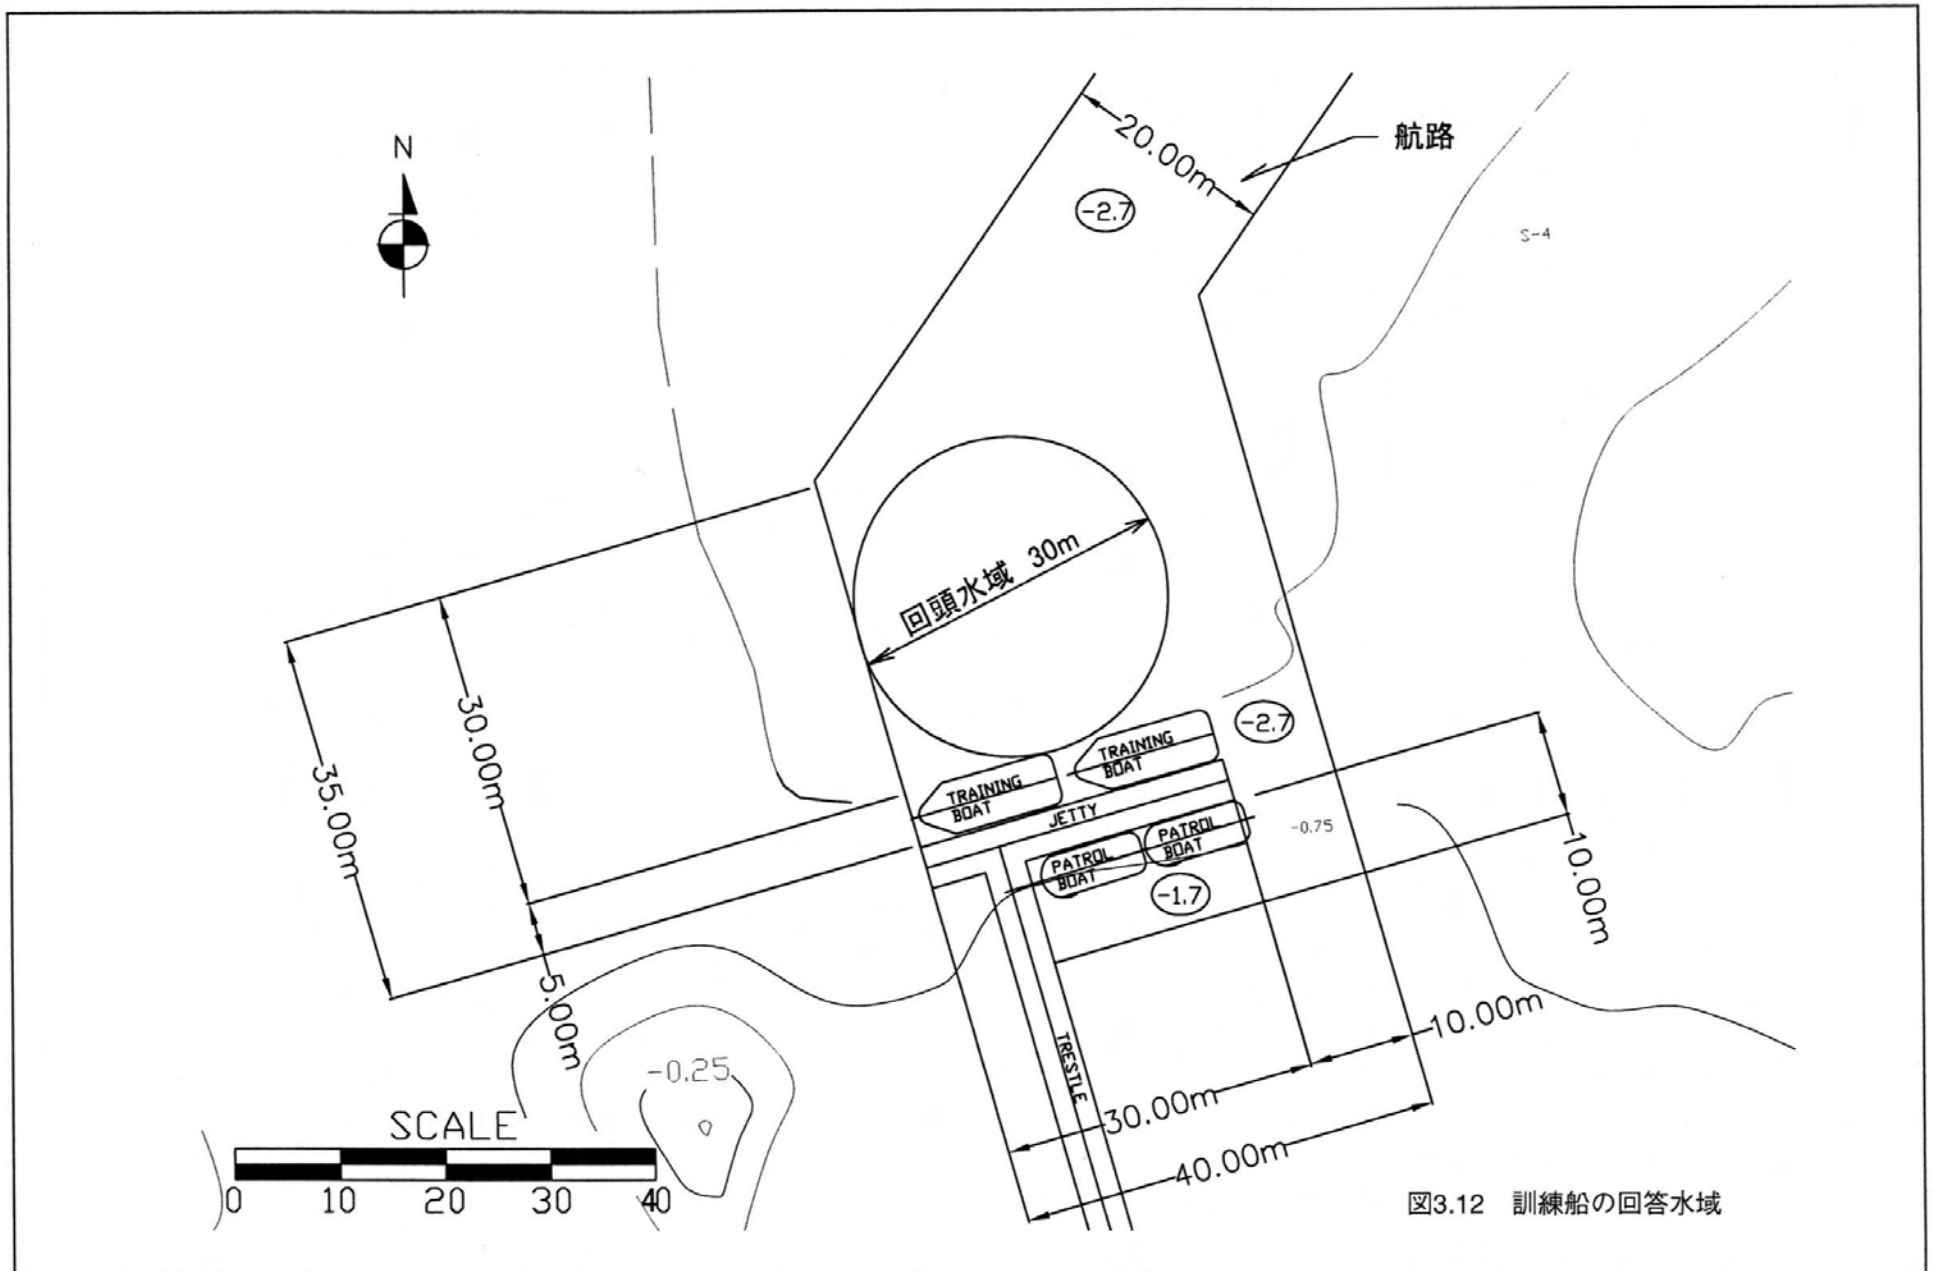 N
20.00m
航路
-2.7
S-4
回頭水域 30m
30.00m
35.00m
5.00m
TRAINING
BOAT
TRAINING
BOAT
-2.7
JETTY
PATROL
BOAT
PATROL
BOAT
-0.75
-1.7
10.00m
TRESTLE
10.00m
30.00m
40.00m
-0.25
SCALE
0 10 20 30 40
図3.12 訓練船の回答水域